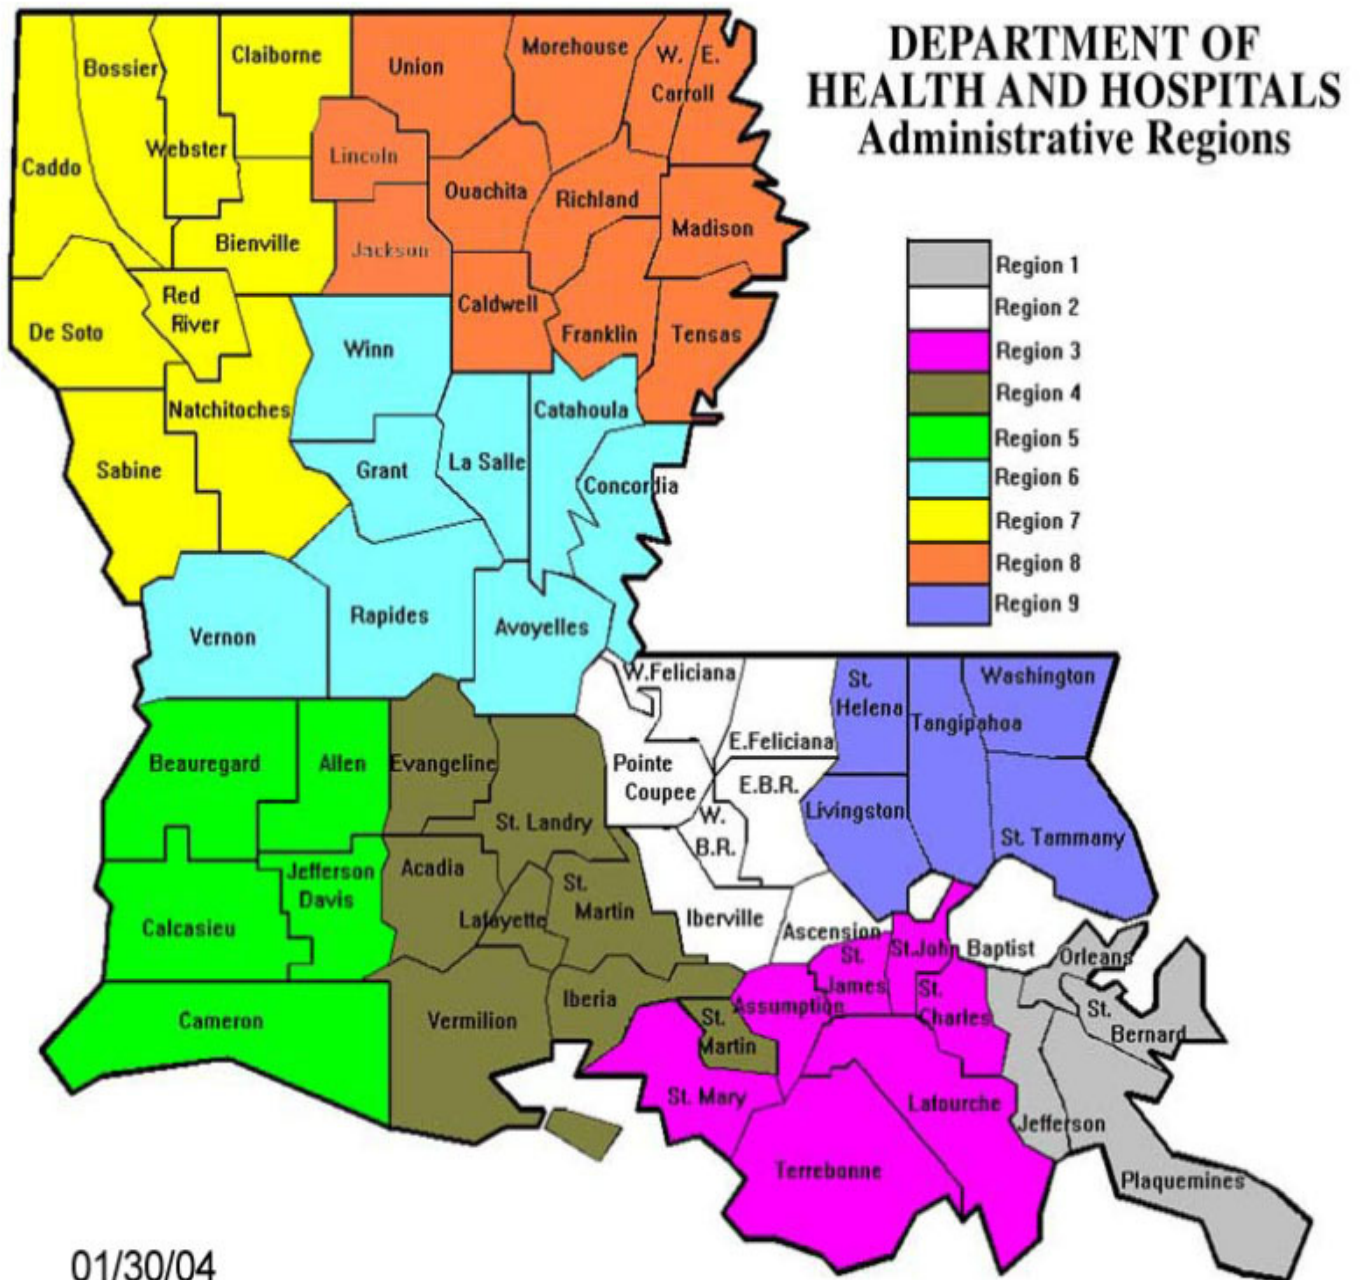 DEPARTMENT OF
HEALTH AND HOSPITALS
Administrative Regions
Region 1
Region 2
Region 3
Region 4
Region 5
Region 6
Region 7
Region 8
Region 9
Caddo
Bossier
Webster
Claiborne
Bienville
Union
Lincoln
Jackson
Morehouse
W. E.
Carroll
Ouachita
Richland
Madison
Caldwell
Franklin
Tensas
De Soto
Red
River
Natchitoches
Sabine
Winn
Grant
La Salle
Catahoula
Concordia
Vernon
Rapides
Avoyelles
Beauregard
Allen
Evangeline
St. Landry
Calcasieu
Jefferson
Davis
Acadia
Lafayette
St.
Martin
Cameron
Vermilion
Iberia
St.
Martin
W.Feliciana
E.Feliciana
Pointe
Coupee
W.
B.R.
E.B.R.
Iberville
Ascension
St.
Helena
Tangipahoa
Washington
Livingston
St. Tammany
St.John Baptist
St.
James
St.
Charles
Assumption
St. Mary
Terrebonne
Lafourche
Orleans
St.
Bernard
Jefferson
Plaquemines
01/30/04